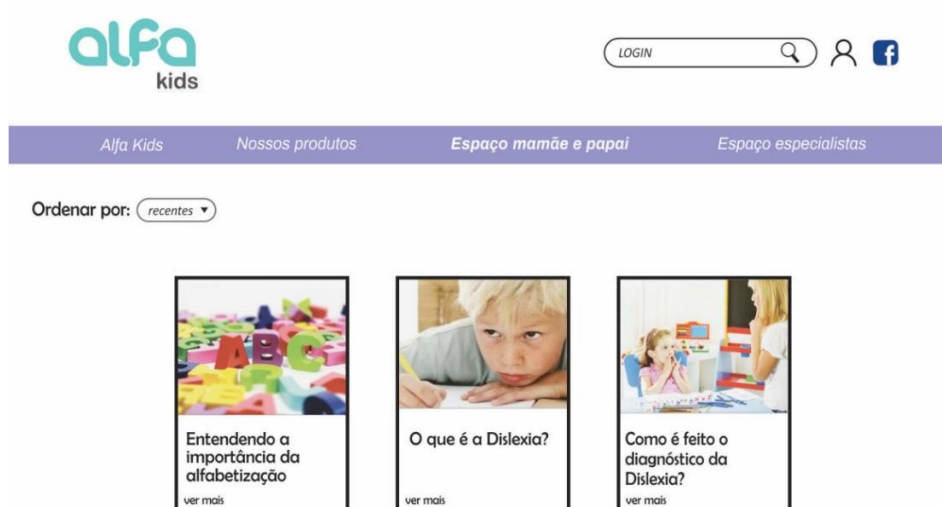 alfa
kids
LOGIN
Alfa Kids Nossos produtos Espaço mamãe e papai Espaço especialistas
Ordenar por: recentes
ABC
Entendendo a
importância da
alfabetização
ver mais
O que é a Dislexia?
ver mais
Como é feito o
diagnóstico da
Dislexia?
ver mais